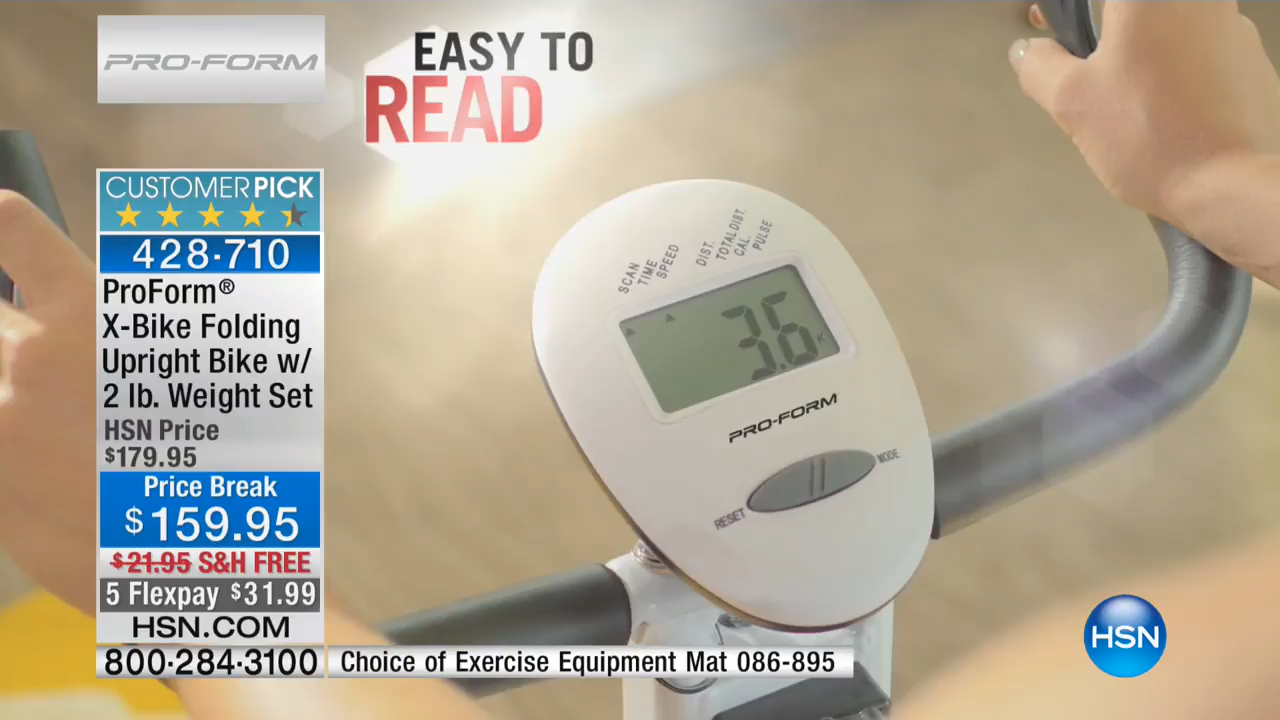 PRO-FORM
EASY TO
READ
CUSTOMER PICK
428-710
ProForm®
X-Bike Folding
Upright Bike w/
2 lb. Weight Set
HSN Price
$179.95
Price Break
$159.95
$21.95 S&H FREE
5 Flexpay $31.99
HSN.COM
800-284-3100
Choice of Exercise Equipment Mat 086-895
SCAN
TIME
SPEED
DIST.
TOTAL DIST.
CAL.
PULSE
3.6
PRO-FORM
RESET
MODE
HSN